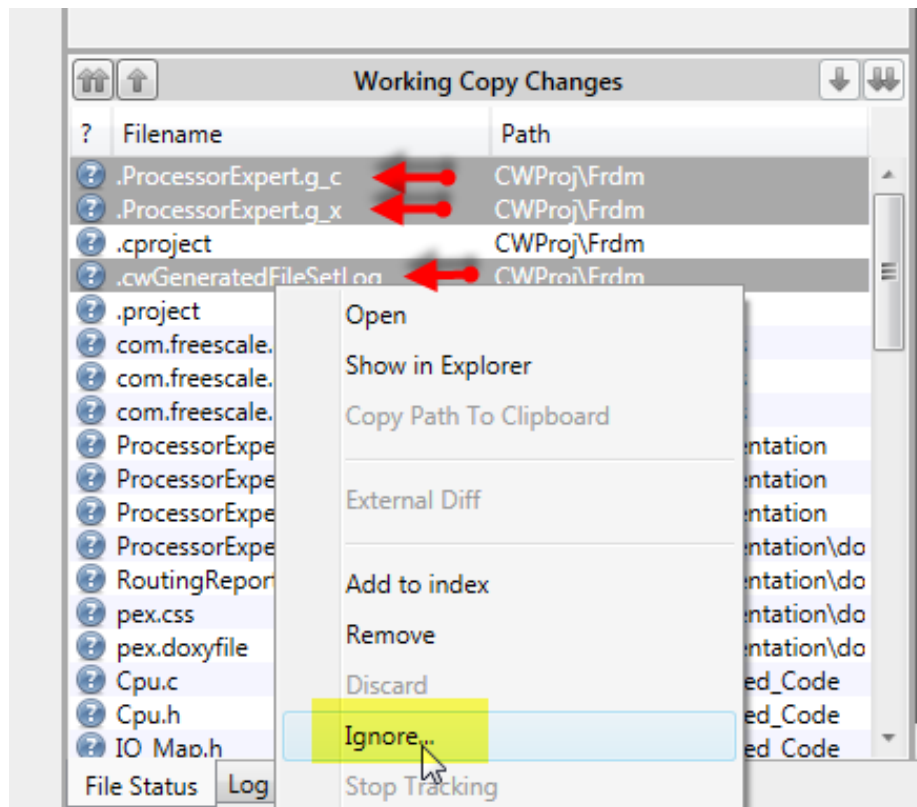 Working Copy Changes
? Filename Path
.ProcessorExpert.g_c CWProj\Frdm
.ProcessorExpert.g_x CWProj\Frdm
.cproject CWProj\Frdm
.cwGeneratedFileSetLog CWProj\Frdm
.project
Open
com.freescale.
com.freescale.
Show in Explorer
com.freescale.
Copy Path To Clipboard
ProcessorExpe entation
ProcessorExpe entation
External Diff
ProcessorExpe entation
ProcessorExpe entation\do
RoutingReport entation\do
Add to index
pex.css entation\do
Remove
pex.doxyfile entation\do
Cpu.c ed_Code
Discard
Cpu.h ed_Code
Ignore...
IO_Map.h ed_Code
File Status Log
Stop Tracking